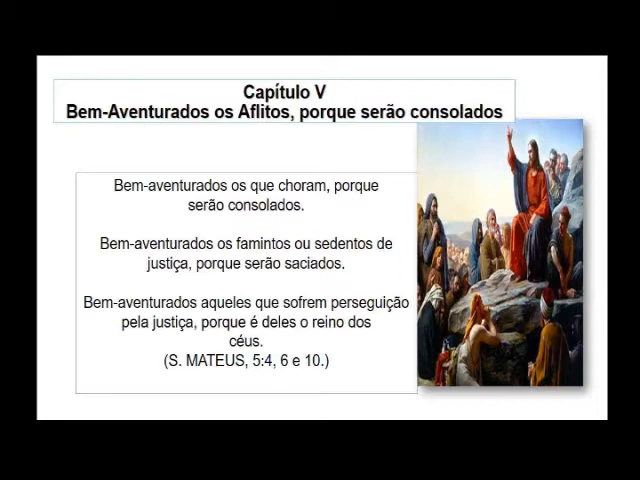 Capítulo V
Bem-Aventurados os Aflitos, porque serão consolados
Bem-aventurados os que choram, porque
serão consolados.
Bem-aventurados os famintos ou sedentos de
justiça, porque serão saciados.
Bem-aventurados aqueles que sofrem perseguição
pela justiça, porque é deles o reino dos
céus.
(S. MATEUS, 5:4, 6 e 10.)